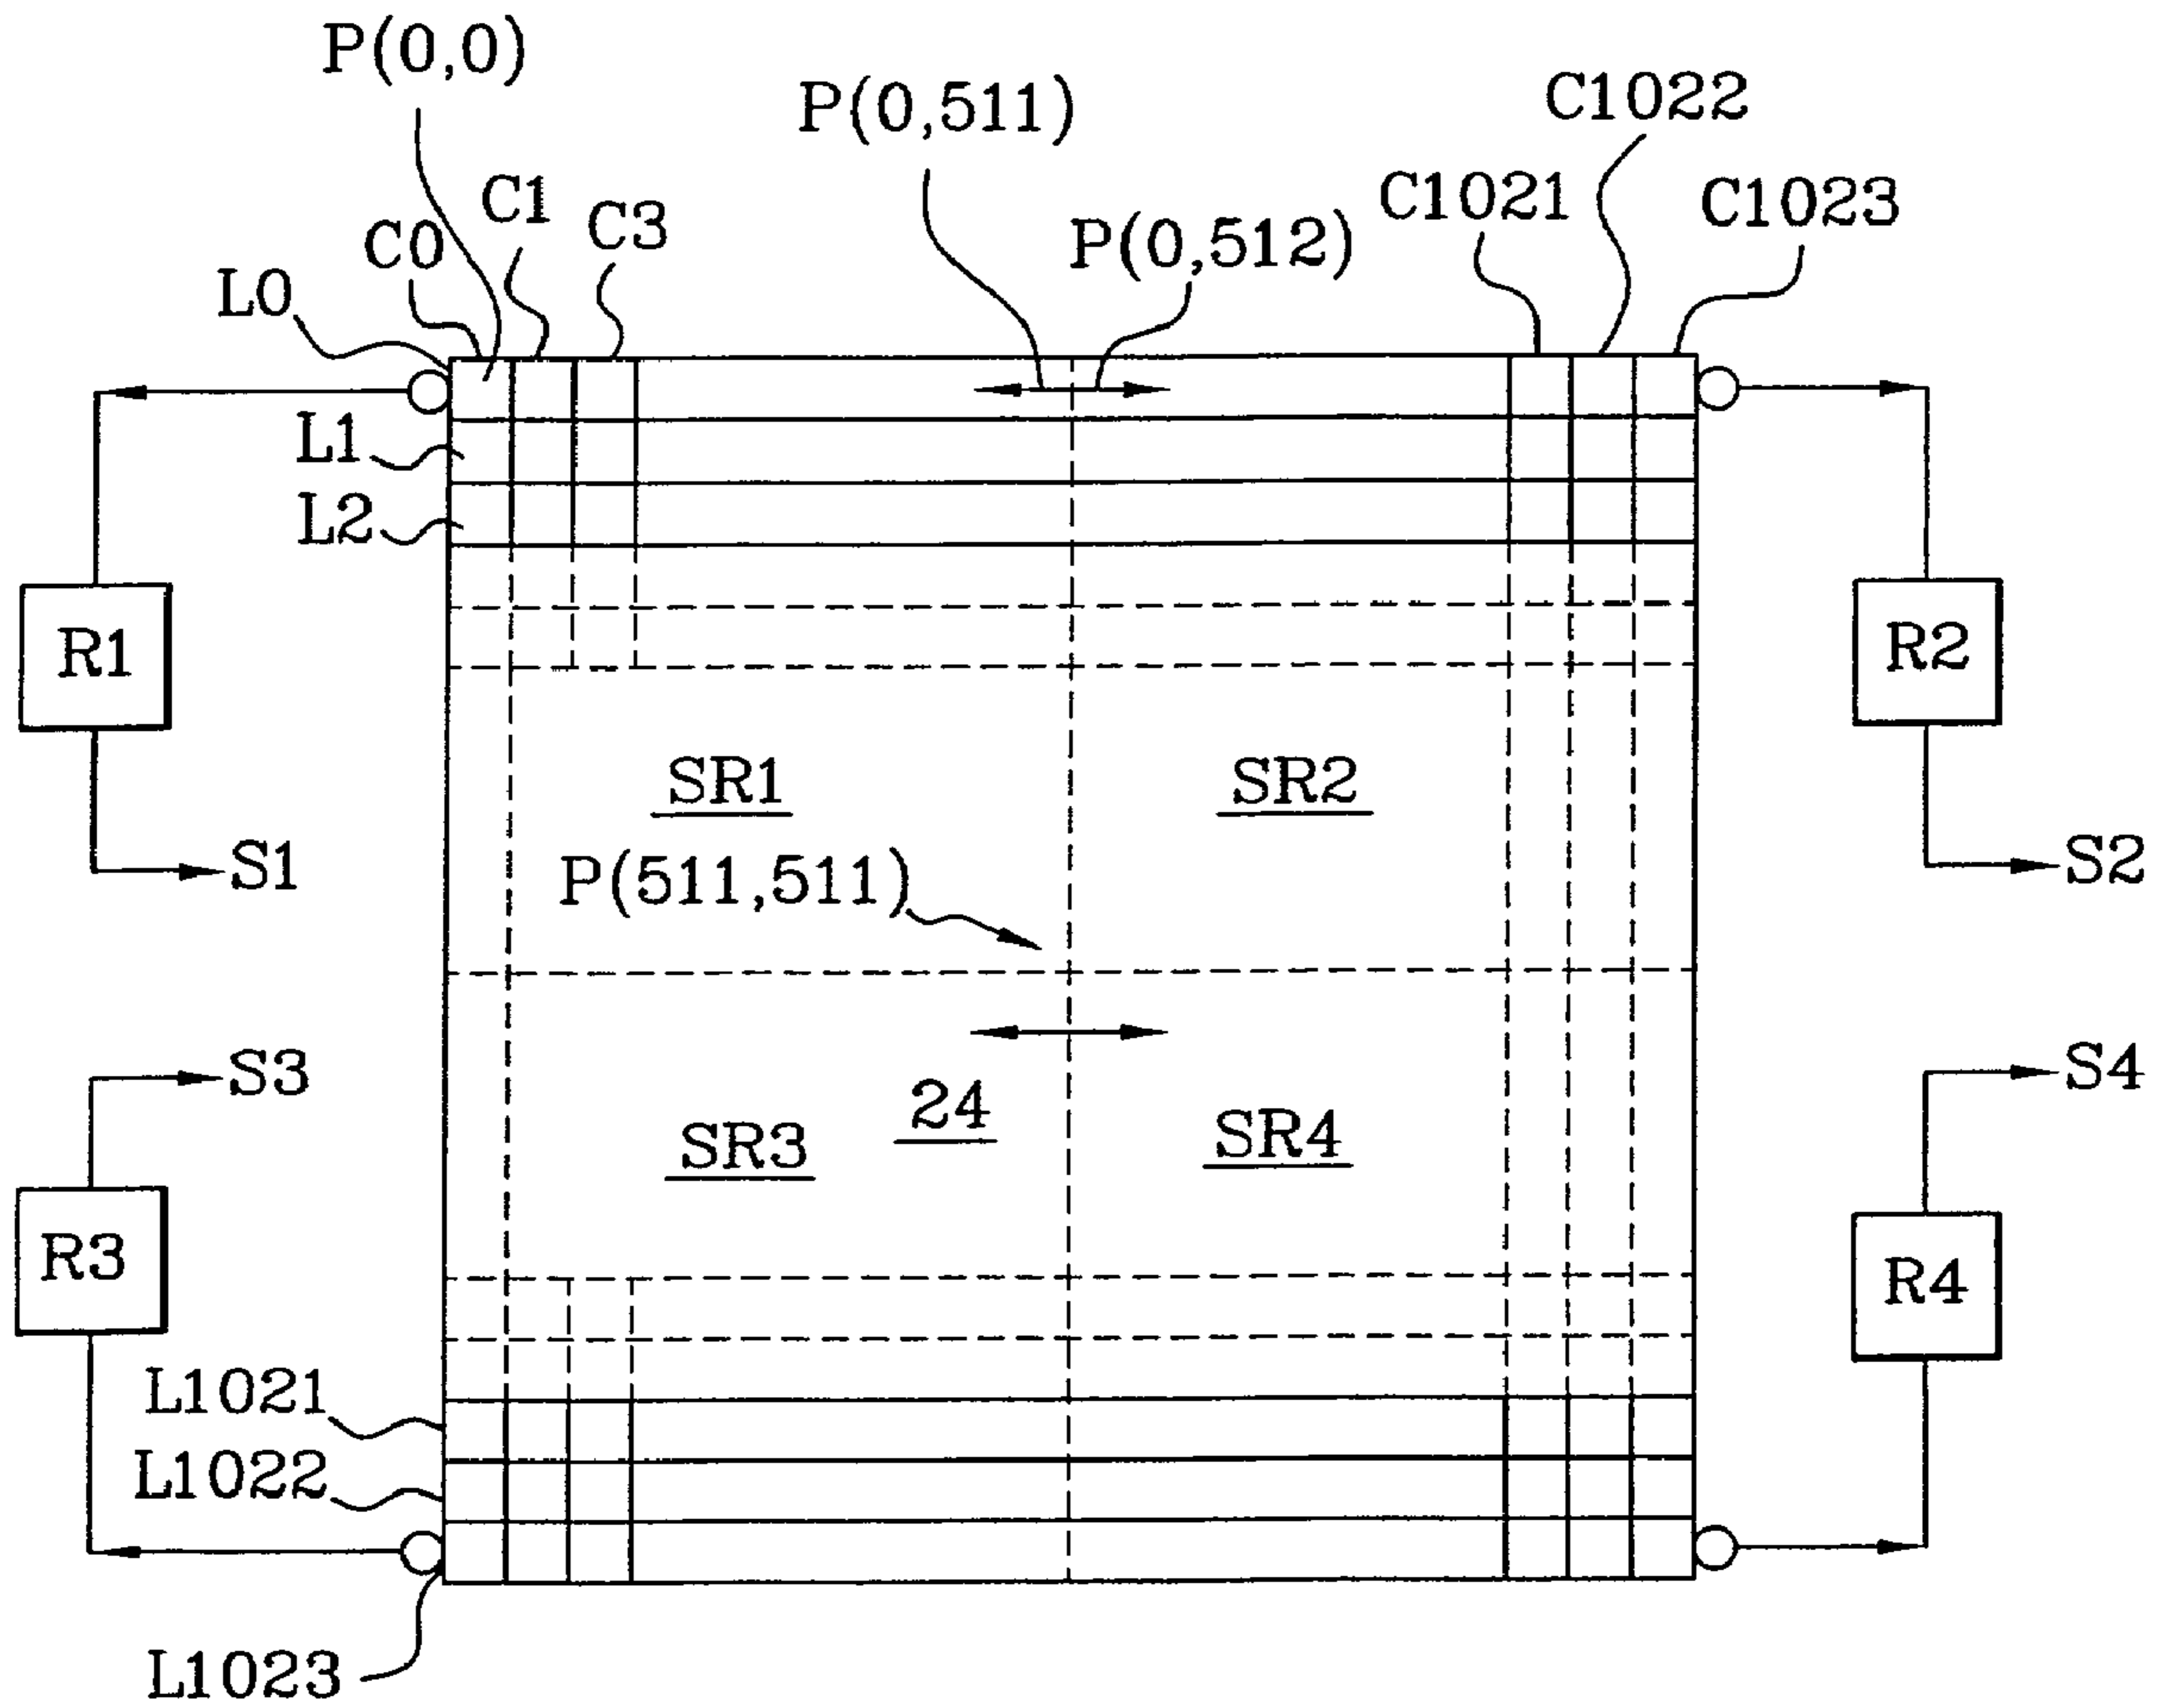 P(0,0)
P(0,511)
C1022
C1021
C1023
C1
C3
C0
P(0,512)
L0
L1
L2
R1
R2
SR1
SR2
S1
P(511,511)
S2
S3
S4
24
SR3
SR4
R3
R4
L1021
L1022
L1023